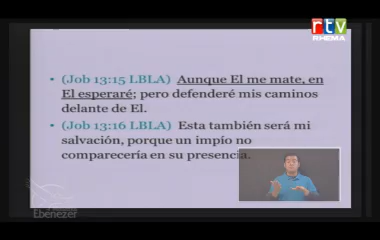 rtv
RHEMA
• (Job 13:15 LBLA) Aunque El me mate, en
El esperaré; pero defenderé mis caminos
delante de El.
• (Job 13:16 LBLA) Esta también será mi
salvación, porque un impío no
comparecería en su presencia.
Ebenezer